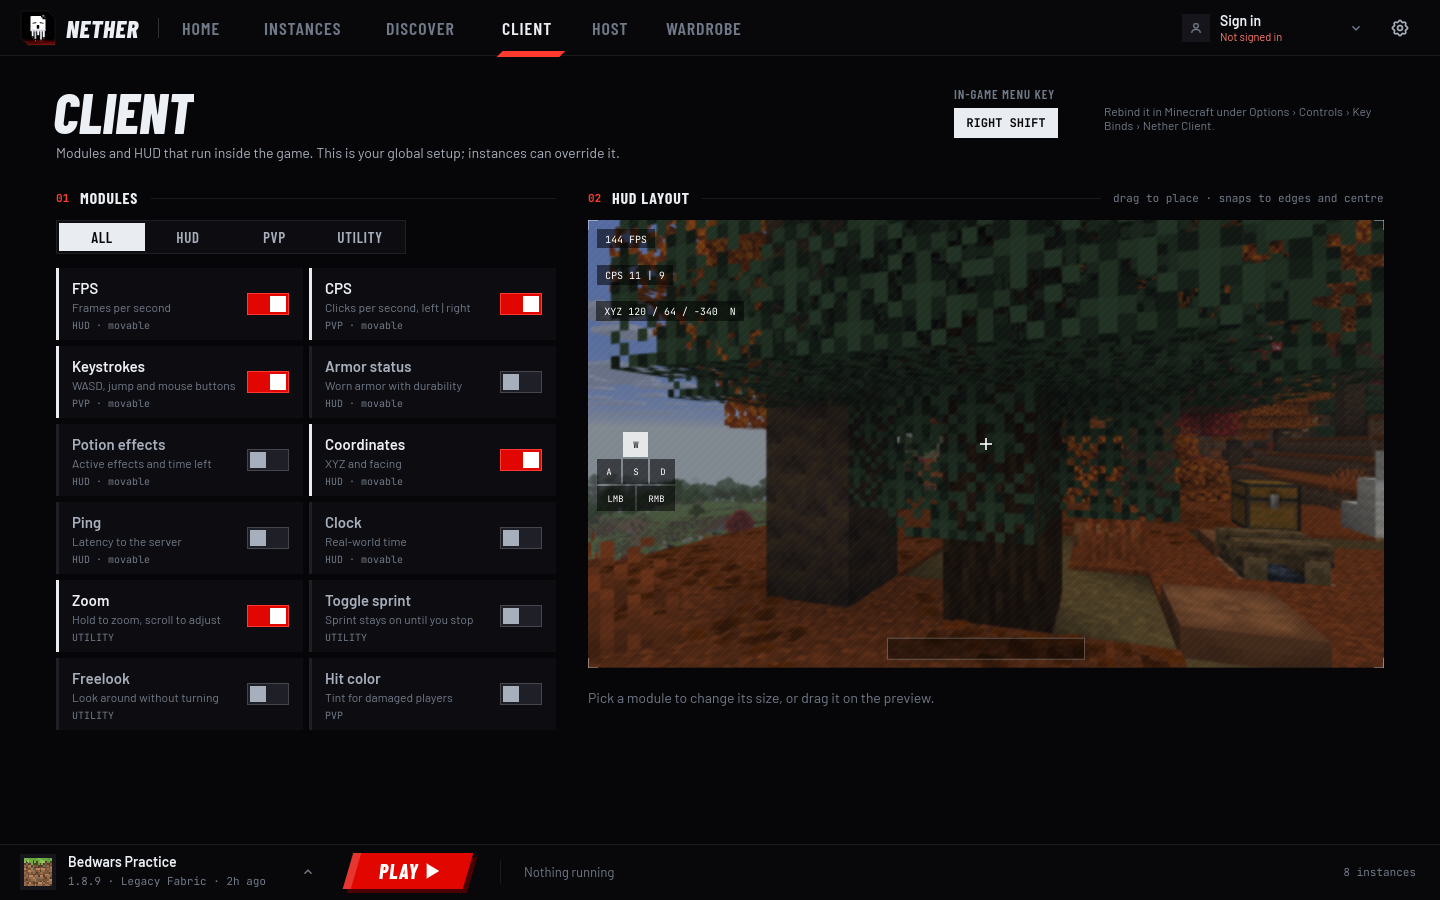 NETHER
HOME
INSTANCES
DISCOVER
CLIENT
HOST
WARDROBE
Sign in
Not signed in
CLIENT
Modules and HUD that run inside the game. This is your global setup; instances can override it.
IN-GAME MENU KEY
RIGHT SHIFT
Rebind it in Minecraft under Options › Controls › Key
Binds › Nether Client.
01 MODULES
ALL
HUD
PVP
UTILITY
FPS
Frames per second
HUD · movable
CPS
Clicks per second, left | right
PVP · movable
Keystrokes
WASD, jump and mouse buttons
PVP · movable
Armor status
Worn armor with durability
HUD · movable
Potion effects
Active effects and time left
HUD · movable
Coordinates
XYZ and facing
HUD · movable
Ping
Latency to the server
HUD · movable
Clock
Real-world time
HUD · movable
Zoom
Hold to zoom, scroll to adjust
UTILITY
Toggle sprint
Sprint stays on until you stop
UTILITY
Freelook
Look around without turning
UTILITY
Hit color
Tint for damaged players
PVP
02 HUD LAYOUT
drag to place · snaps to edges and centre
144 FPS
CPS 11 | 9
XYZ 120 / 64 / -340 N
W
A S D
LMB RMB
Pick a module to change its size, or drag it on the preview.
Bedwars Practice
1.8.9 · Legacy Fabric · 2h ago
PLAY
Nothing running
8 instances